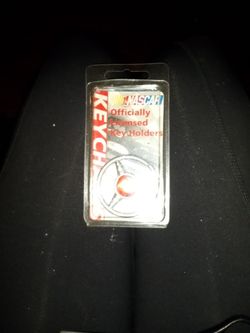 NASCAR
Officially
Licensed
Key Holders
KEYCH